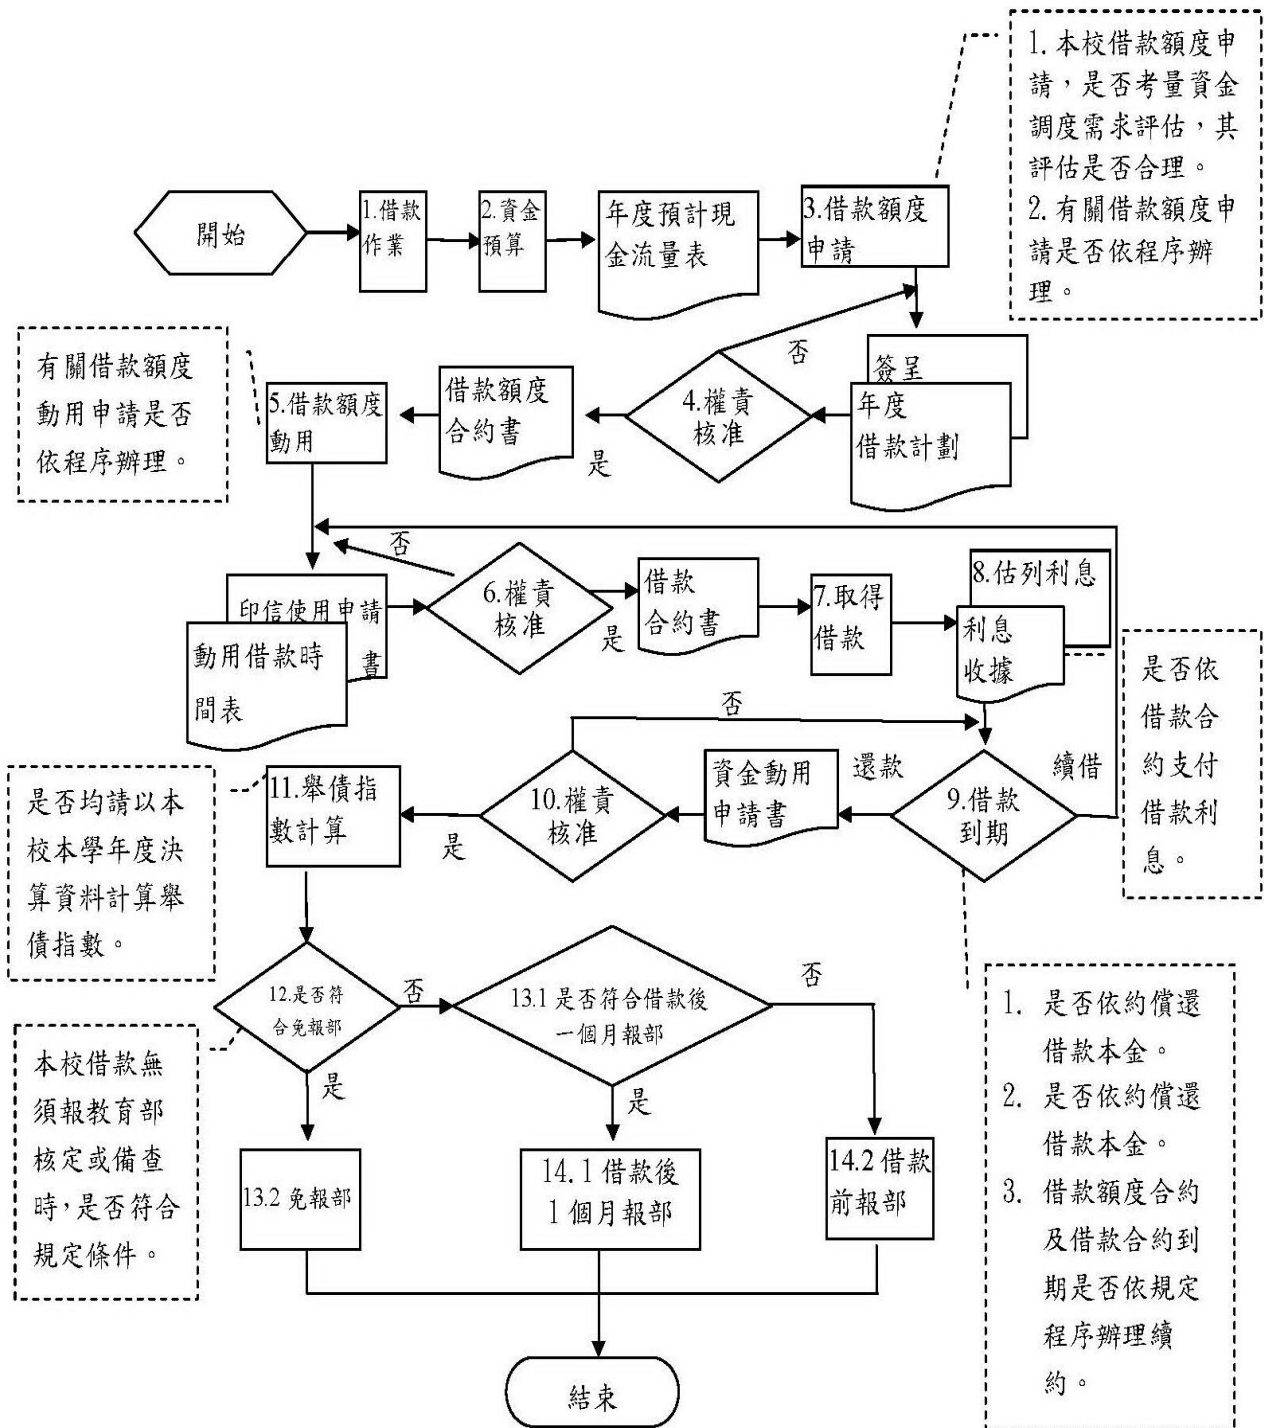 1.本校借款額度申
請，是否考量資金
調度需求評估，其
評估是否合理。
2.有關借款額度申
請是否依程序辦
理。
開始
1.借款
作業
2.資金
預算
年度預計現
金流量表
3.借款額度
申請
有關借款額度
動用申請是否
依程序辦理。
5.借款額度
動用
借款額度
合約書
是
4.權責
核准
否
簽呈
年度
借款計劃
否
印信使用申請
書
動用借款時
間表
6.權責
核准
是
借款
合約書
7.取得
借款
8.估列利息
利息
收據
是否依
借款合
約支付
借款利
息。
否
是否均請以本
校本學年度決
算資料計算舉
債指數。
11.舉債指
數計算
是
10.權責
核准
資金動用
申請書
還款
9.借款
到期
續借
12.是否符
合免報部
否
13.1 是否符合借款後
一個月報部
否
1. 是否依約償還
借款本金。
2. 是否依約償還
借款本金。
3. 借款額度合約
及借款合約到
期是否依規定
程序辦理續
約。
本校借款無
須報教育部
核定或備查
時，是否符合
規定條件。
是
是
13.2 免報部
14.1 借款後
1 個月報部
14.2 借款
前報部
結束